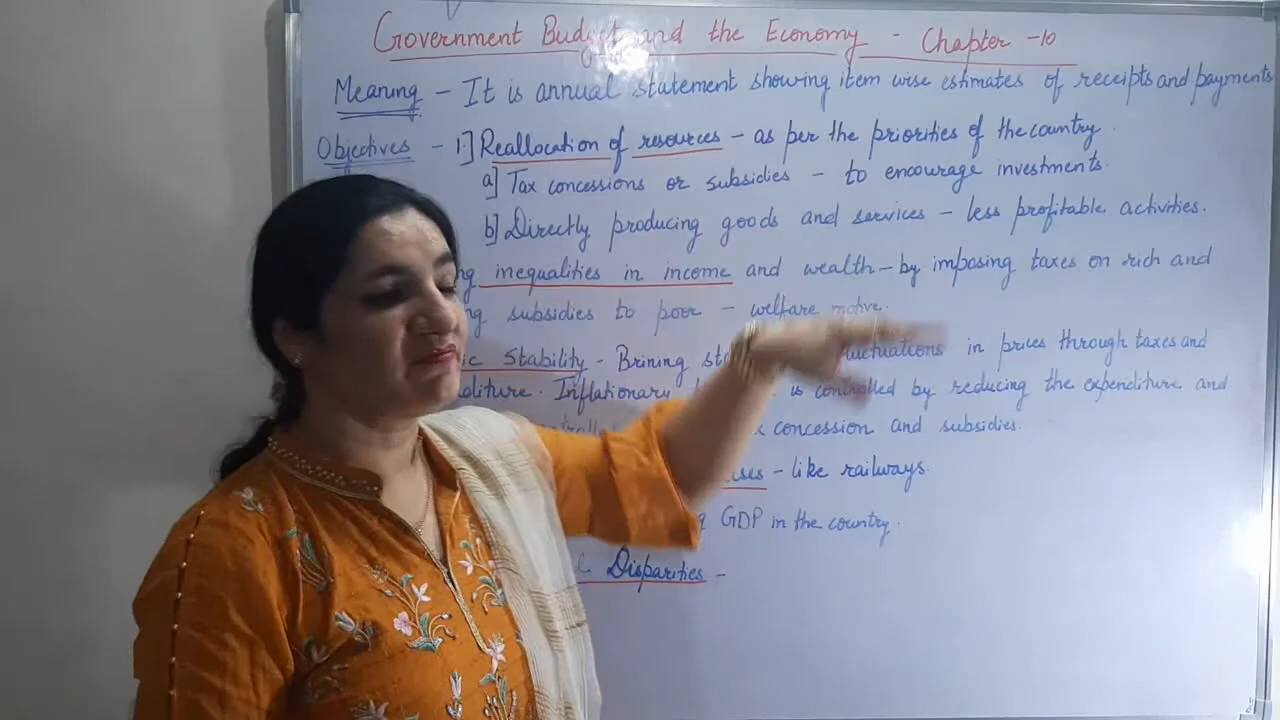 Government Budget and the Economy - Chapter -10
Meaning - It is annual statement showing item wise estimates of receipts and payments
Objectives - 1.] Reallocation of resources - as per the priorities of the country.
a] Tax concessions or subsidies - to encourage investments.
b] Directly producing goods and services - less profitable activities.
inequalities in income and wealth - by imposing taxes on rich and
subsidies to poor - welfare motive.
Stability - Brining fluctuations in prices through taxes and
Inflationary is controlled by reducing the expenditure and
concession and subsidies.
- like railways.
GDP in the country.
Disparities -